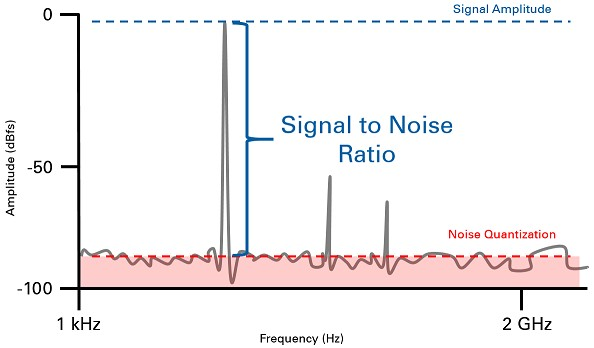 Signal Amplitude
0
Signal to Noise
Ratio
Amplitude (dBfs)
-50
Noise Quantization
-100
1 kHz
2 GHz
Frequency (Hz)